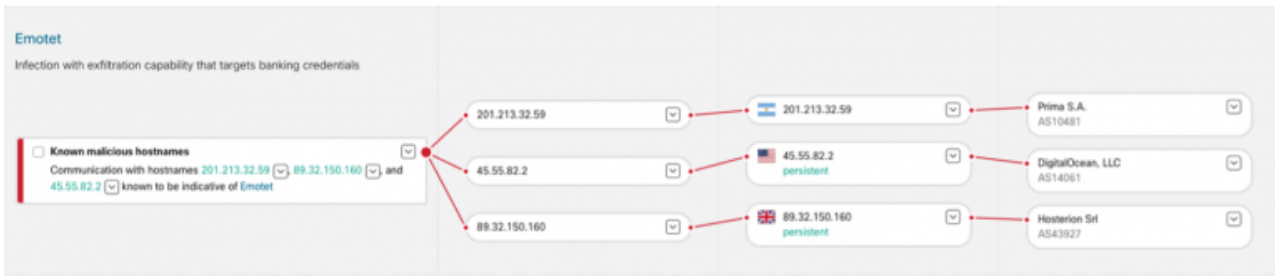 Emotet
Infection with exfiltration capability that targets banking credentials
Known malicious hostnames
Communication with hostnames 201.213.32.59 , 89.32.150.160 , and
45.55.82.2 known to be indicative of Emotet
201.213.32.59
45.55.82.2
89.32.150.160
201.213.32.59
45.55.82.2
persistent
89.32.150.160
persistent
Prima S.A.
AS10481
DigitalOcean, LLC
AS14061
Hosterion Srl
AS43927